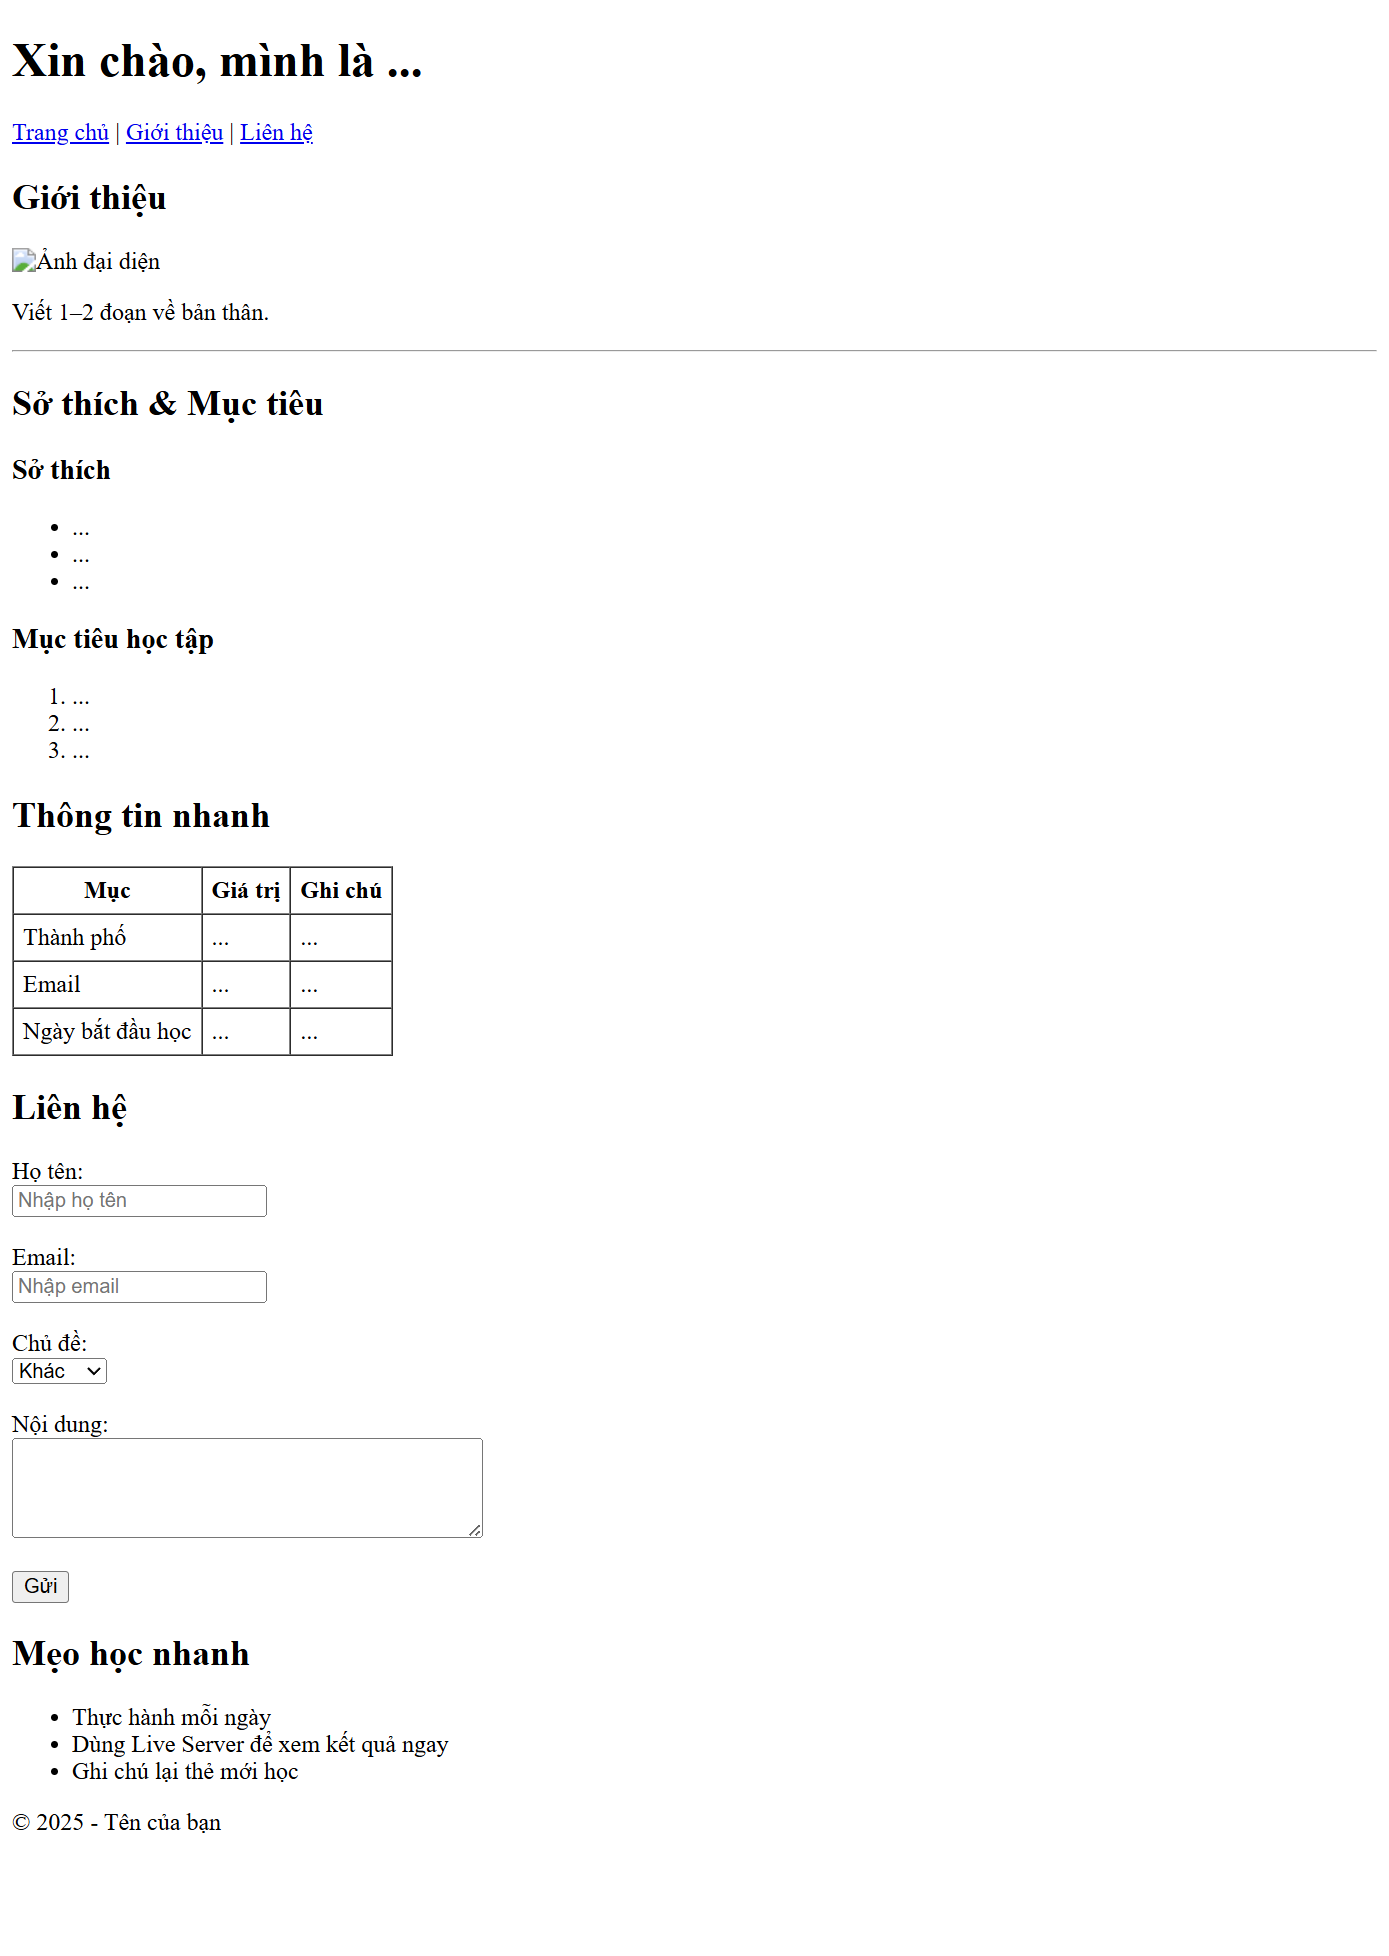 Xin chào, mình là ...
Trang chủ | Giới thiệu | Liên hệ
Giới thiệu
Ảnh đại diện
Viết 1–2 đoạn về bản thân.
Sở thích & Mục tiêu
Sở thích
• ...
• ...
• ...
Mục tiêu học tập
1. ...
2. ...
3. ...
Thông tin nhanh
Mục Giá trị Ghi chú
Thành phố ... ...
Email ... ...
Ngày bắt đầu học ... ...
Liên hệ
Họ tên:
Nhập họ tên
Email:
Nhập email
Chủ đề:
Khác
Nội dung:
Gửi
Mẹo học nhanh
• Thực hành mỗi ngày
• Dùng Live Server để xem kết quả ngay
• Ghi chú lại thẻ mới học
© 2025 - Tên của bạn